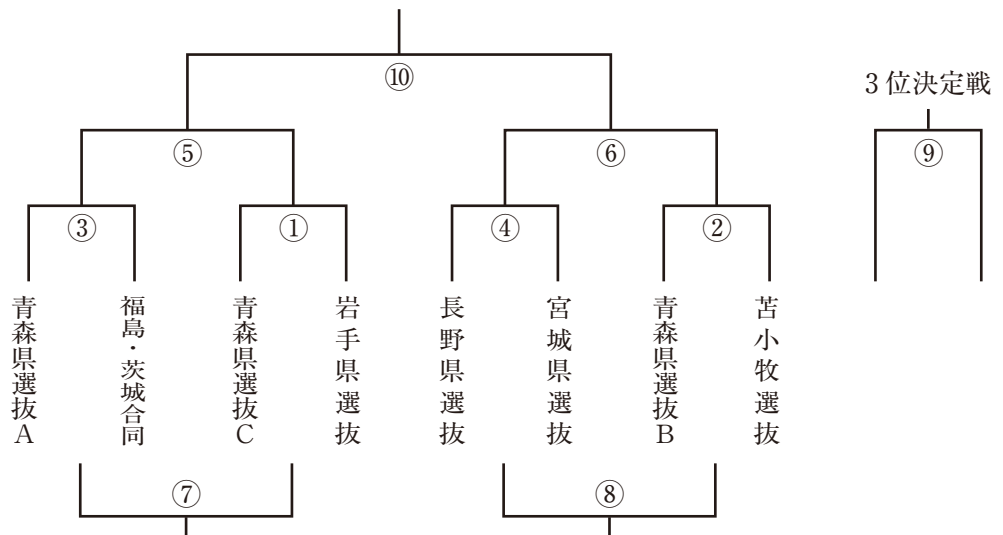 ⑩
3位決定戦
⑤
⑥
⑨
③
①
④
②
青森県選抜A
福島・茨城合同
青森県選抜C
岩手県選抜
長野県選抜
宮城県選抜
青森県選抜B
苫小牧選抜
⑦
⑧